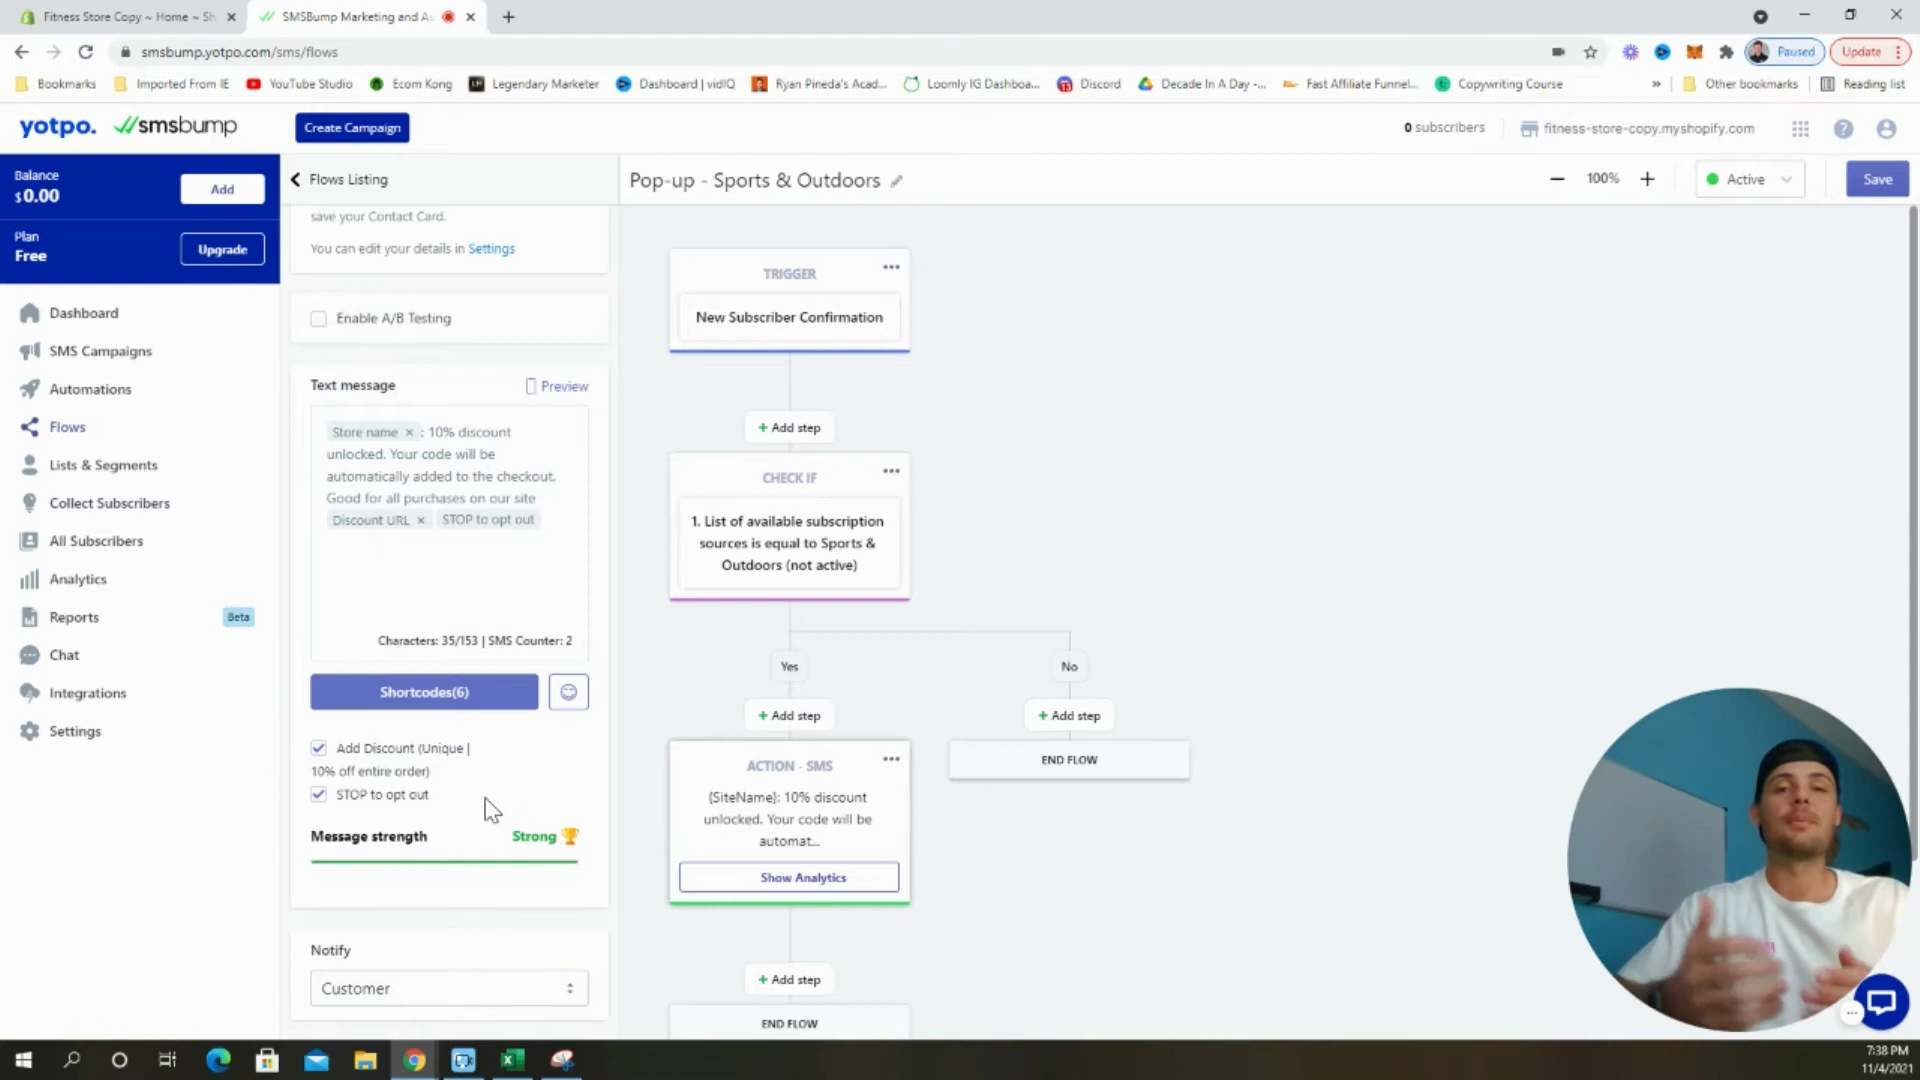 Fitness Store Copy ~ Home ~ Sh
SMSBump Marketing and Au
smsbump.yotpo.com/sms/flows
Paused
Update
Bookmarks
Imported From IE
YouTube Studio
Ecom Kong
Legendary Marketer
Dashboard | vidIQ
Ryan Pineda's Acad...
Loomly IG Dashboa...
Discord
Decade In A Day -...
Fast Affiliate Funnel...
Copywriting Course
»
Other bookmarks
Reading list
yotpo. smsbump
Create Campaign
0 subscribers
fitness-store-copy.myshopify.com
Balance
$0.00
Add
Plan
Free
Upgrade
Dashboard
SMS Campaigns
Automations
Flows
Lists & Segments
Collect Subscribers
All Subscribers
Analytics
Reports
Beta
Chat
Integrations
Settings
Flows Listing
save your Contact Card.
You can edit your details in Settings
Enable A/B Testing
Text message
Preview
Store name × : 10% discount
unlocked. Your code will be
automatically added to the checkout.
Good for all purchases on our site
Discount URL × STOP to opt out
Characters: 35/153 | SMS Counter: 2
Shortcodes(6)
Add Discount (Unique |
10% off entire order)
STOP to opt out
Message strength
Strong
Notify
Customer
Pop-up - Sports & Outdoors
100%
Active
Save
TRIGGER
New Subscriber Confirmation
+ Add step
CHECK IF
1. List of available subscription
sources is equal to Sports &
Outdoors (not active)
Yes
No
+ Add step
+ Add step
ACTION - SMS
{SiteName}: 10% discount
unlocked. Your code will be
automat...
Show Analytics
END FLOW
+ Add step
END FLOW
7:38 PM
11/4/2021